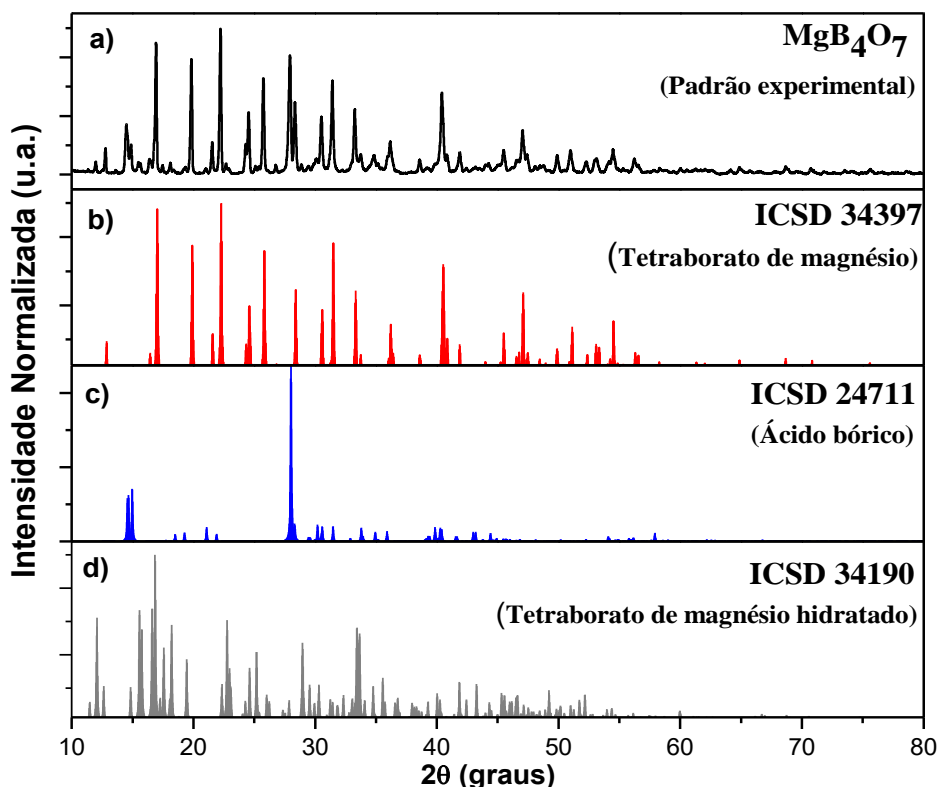 Intensidade Normalizada (u.a.)
a)
MgB4O7
(Padrão experimental)
b)
ICSD 34397
(Tetraborato de magnésio)
c)
ICSD 24711
(Ácido bórico)
d)
ICSD 34190
(Tetraborato de magnésio hidratado)
10 20 30 40 50 60 70 80
2θ (graus)